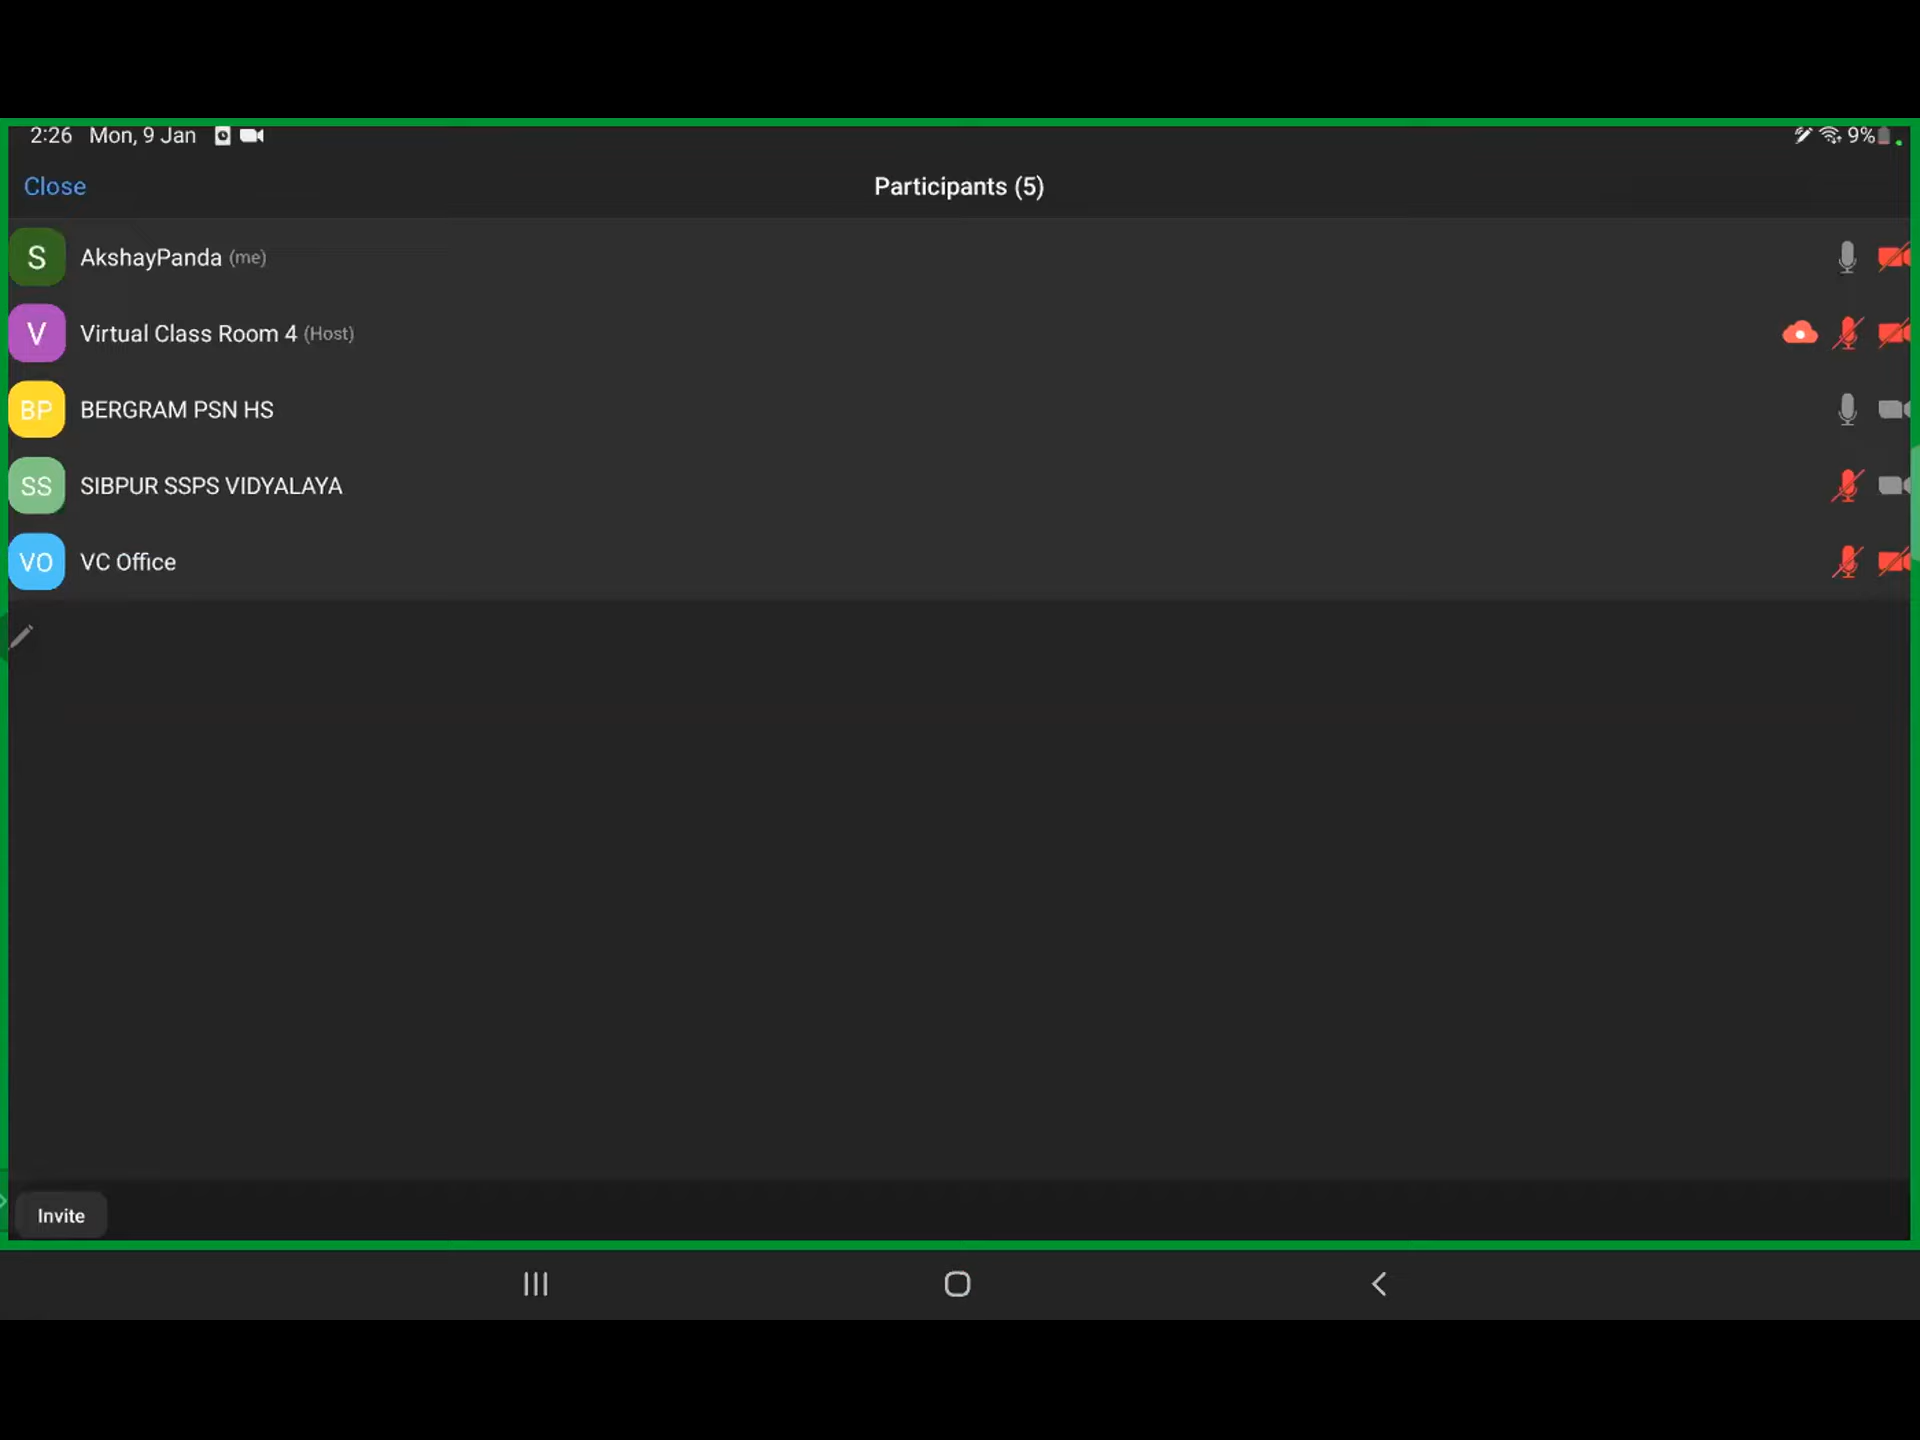 2:26 Mon, 9 Jan 9%
Close Participants (5)
S AkshayPanda (me)
V Virtual Class Room 4 (Host)
BP BERGRAM PSN HS
SS SIBPUR SSPS VIDYALAYA
VO VC Office
Invite